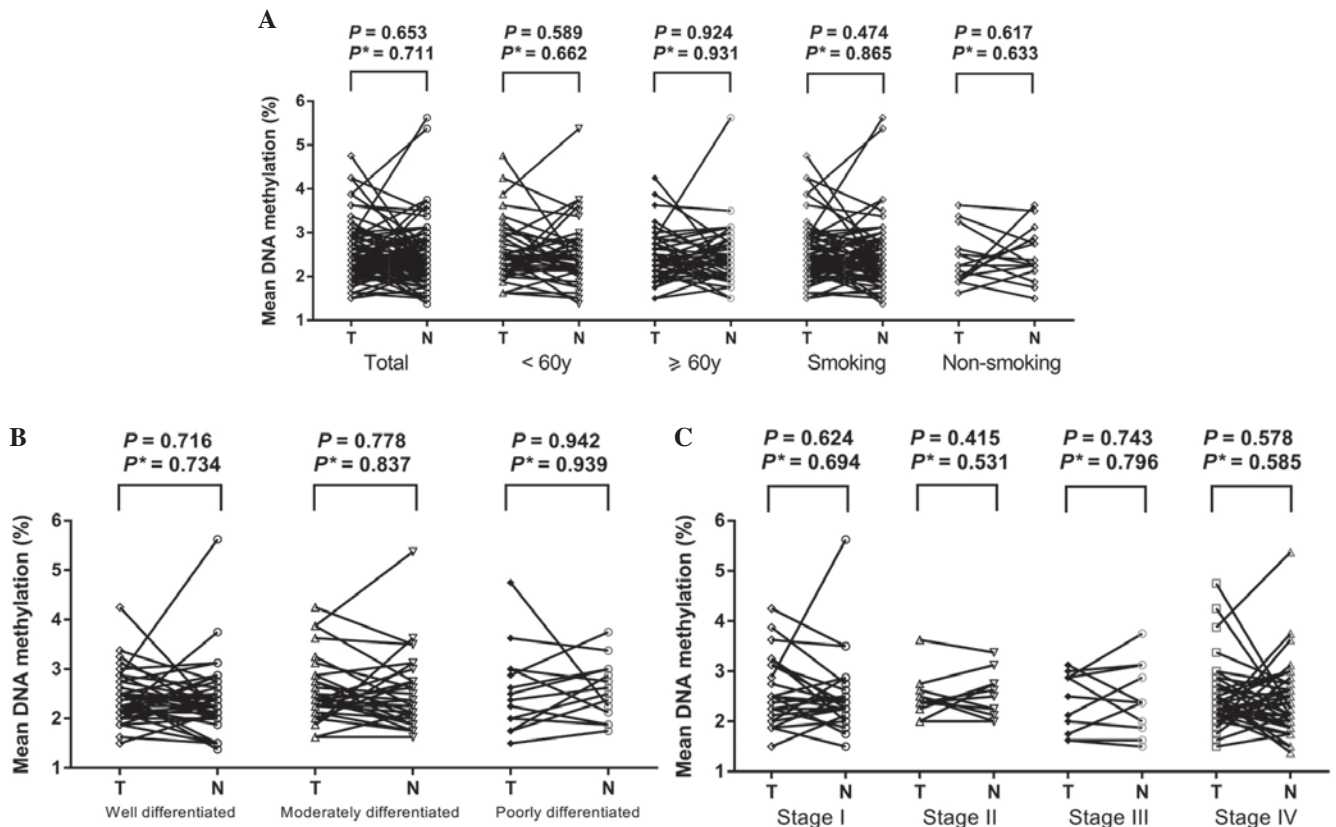 A
P = 0.653 P = 0.589 P = 0.924 P = 0.474 P = 0.617
P* = 0.711 P* = 0.662 P* = 0.931 P* = 0.865 P* = 0.633
Mean DNA methylation (%)
6
5
4
3
2
1
T N T N T N T N T N
Total < 60y ⩾ 60y Smoking Non-smoking
B
P = 0.716 P = 0.778 P = 0.942
P* = 0.734 P* = 0.837 P* = 0.939
Mean DNA methylation (%)
6
5
4
3
2
1
T N T N T N
Well differentiated Moderately differentiated Poorly differentiated
C
P = 0.624 P = 0.415 P = 0.743 P = 0.578
P* = 0.694 P* = 0.531 P* = 0.796 P* = 0.585
Mean DNA methylation (%)
6
5
4
3
2
1
T N T N T N T N
Stage I Stage II Stage III Stage IV